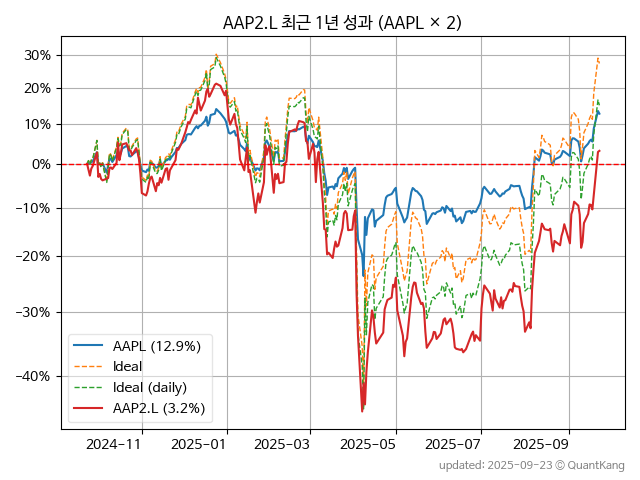 AAP2.L 최근 1년 성과 (AAPL × 2)
30%
20%
10%
0%
−10%
−20%
−30%
−40%
AAPL (12.9%)
Ideal
Ideal (daily)
AAP2.L (3.2%)
2024-11 2025-01 2025-03 2025-05 2025-07 2025-09
updated: 2025-09-23 © QuantKang